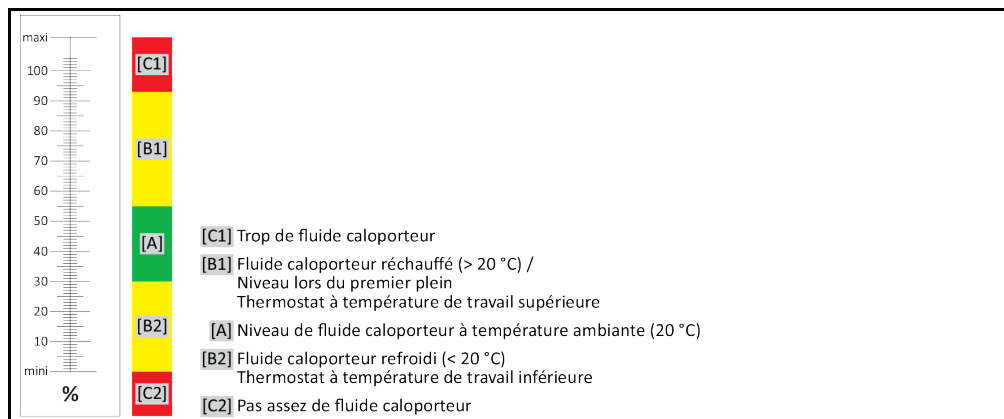 maxi
100
90
80
70
60
50
40
30
20
10
mini
%
[C1]
[B1]
[A]
[B2]
[C2]
[C1] Trop de fluide caloporteur
[B1] Fluide caloporteur réchauffé (> 20 °C) /
Niveau lors du premier plein
Thermostat à température de travail supérieure
[A] Niveau de fluide caloporteur à température ambiante (20 °C)
[B2] Fluide caloporteur refroidi (< 20 °C)
Thermostat à température de travail inférieure
[C2] Pas assez de fluide caloporteur